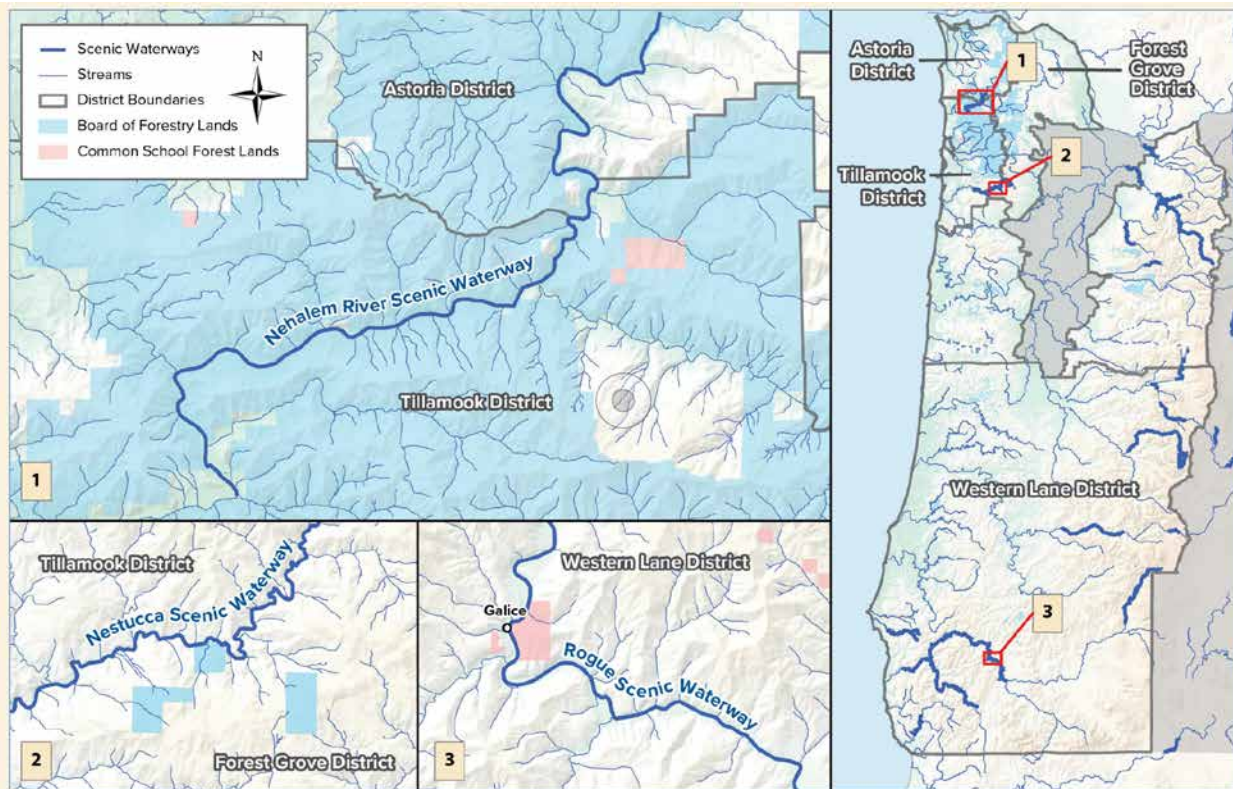 Scenic Waterways
Streams
District Boundaries
Board of Forestry Lands
Common School Forest Lands
N
Astoria District
Nehalem River Scenic Waterway
Tillamook District
1
Tillamook District
Nestucca Scenic Waterway
Forest Grove District
2
Western Lane District
Galice
Rogue Scenic Waterway
3
Astoria
District
1
Forest
Grove
District
2
Tillamook
District
Western Lane District
3